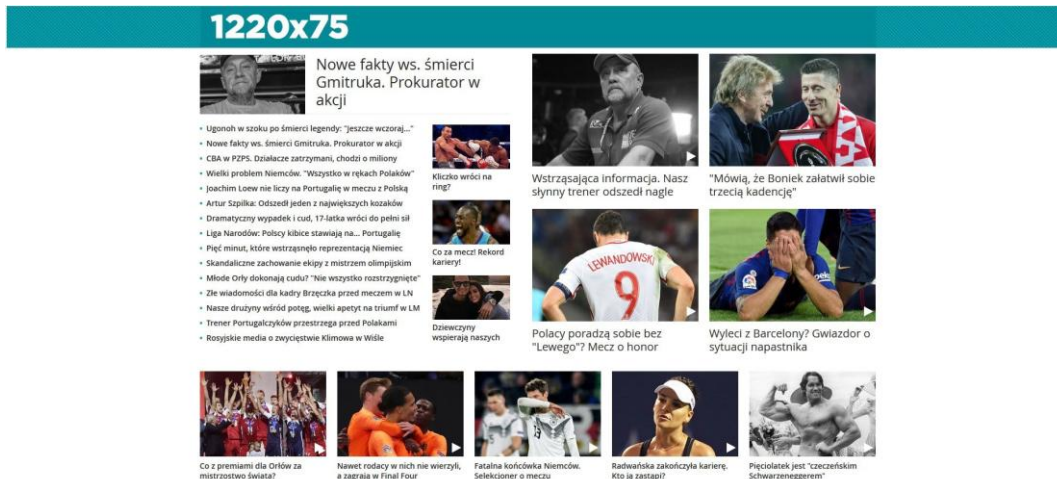 1220x75
Nowe fakty ws. śmierci
Gmitruka. Prokurator w
akcji
Ugonoh w szoku po śmierci legendy: "Jeszcze wczoraj..."
Nowe fakty ws. śmierci Gmitruka. Prokurator w akcji
CBA w PZPS. Działacze zatrzymani, chodzi o miliony
Wielki problem Niemców. "Wszystko w rękach Polaków"
Joachim Loew nie liczy na Portugalię w meczu z Polską
Artur Szpilka: Odszedł jeden z największych kozaków
Dramatyczny wypadek i cud, 17-latka wróci do pełni sił
Liga Narodów: Polscy kibice stawiają na... Portugalię
Pięć minut, które wstrząsnęło reprezentacją Niemiec
Skandaliczne zachowanie ekipy z mistrzem olimpijskim
Młode Orły dokonają cudu? "Nie wszystko rozstrzygnięte"
Złe wiadomości dla kadry Brzęczka przed meczem w LN
Nasze drużyny wśród potęg, wielki apetyt na triumf w LM
Trener Portugalczyków przestrzega przed Polakami
Rosyjskie media o zwycięstwie Klimowa w Wiśle
Kliczko wróci na
ring?
Co za mecz! Rekord
kariery!
Dziewczyny
wspierają naszych
Wstrząsająca informacja. Nasz
słynny trener odszedł nagle
"Mówią, że Boniek załatwił sobie
trzecią kadencję"
LEWANDOWSKI
9
Polacy poradzą sobie bez
"Lewego"? Mecz o honor
Wyleci z Barcelony? Gwiazdor o
sytuacji napastnika
Co z premiami dla Orłów za
mistrzostwo świata?
Nawet rodacy w nich nie wierzyli,
a zagrają w Final Four
13
Fatalna końcówka Niemców.
Selekcjoner o meczu
Radwańska zakończyła karierę.
Kto ją zastąpi?
Pięciolatek jest "czeczeńskim
Schwarzeneggerem"